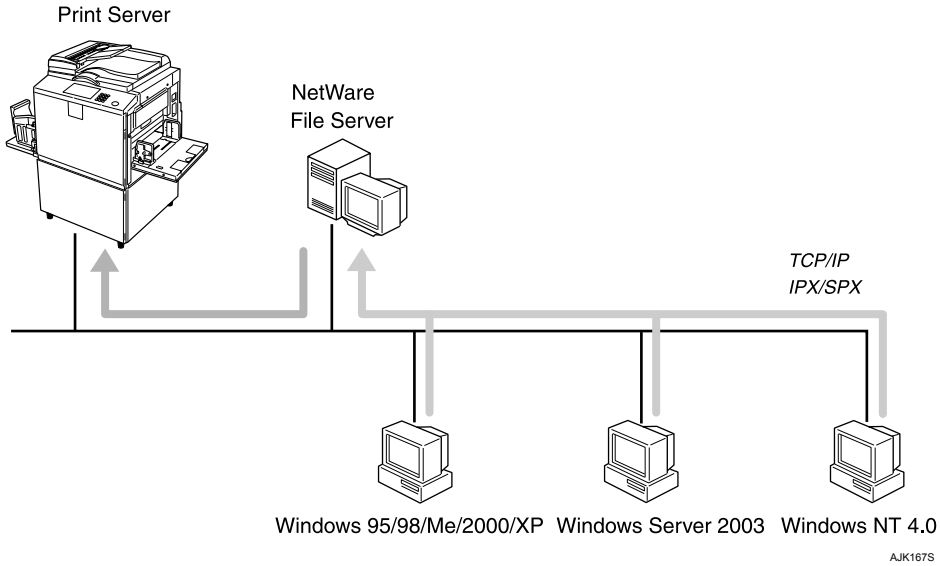 Print Server
NetWare
File Server
TCP/IP
IPX/SPX
Windows 95/98/Me/2000/XP
Windows Server 2003
Windows NT 4.0
AJK167S